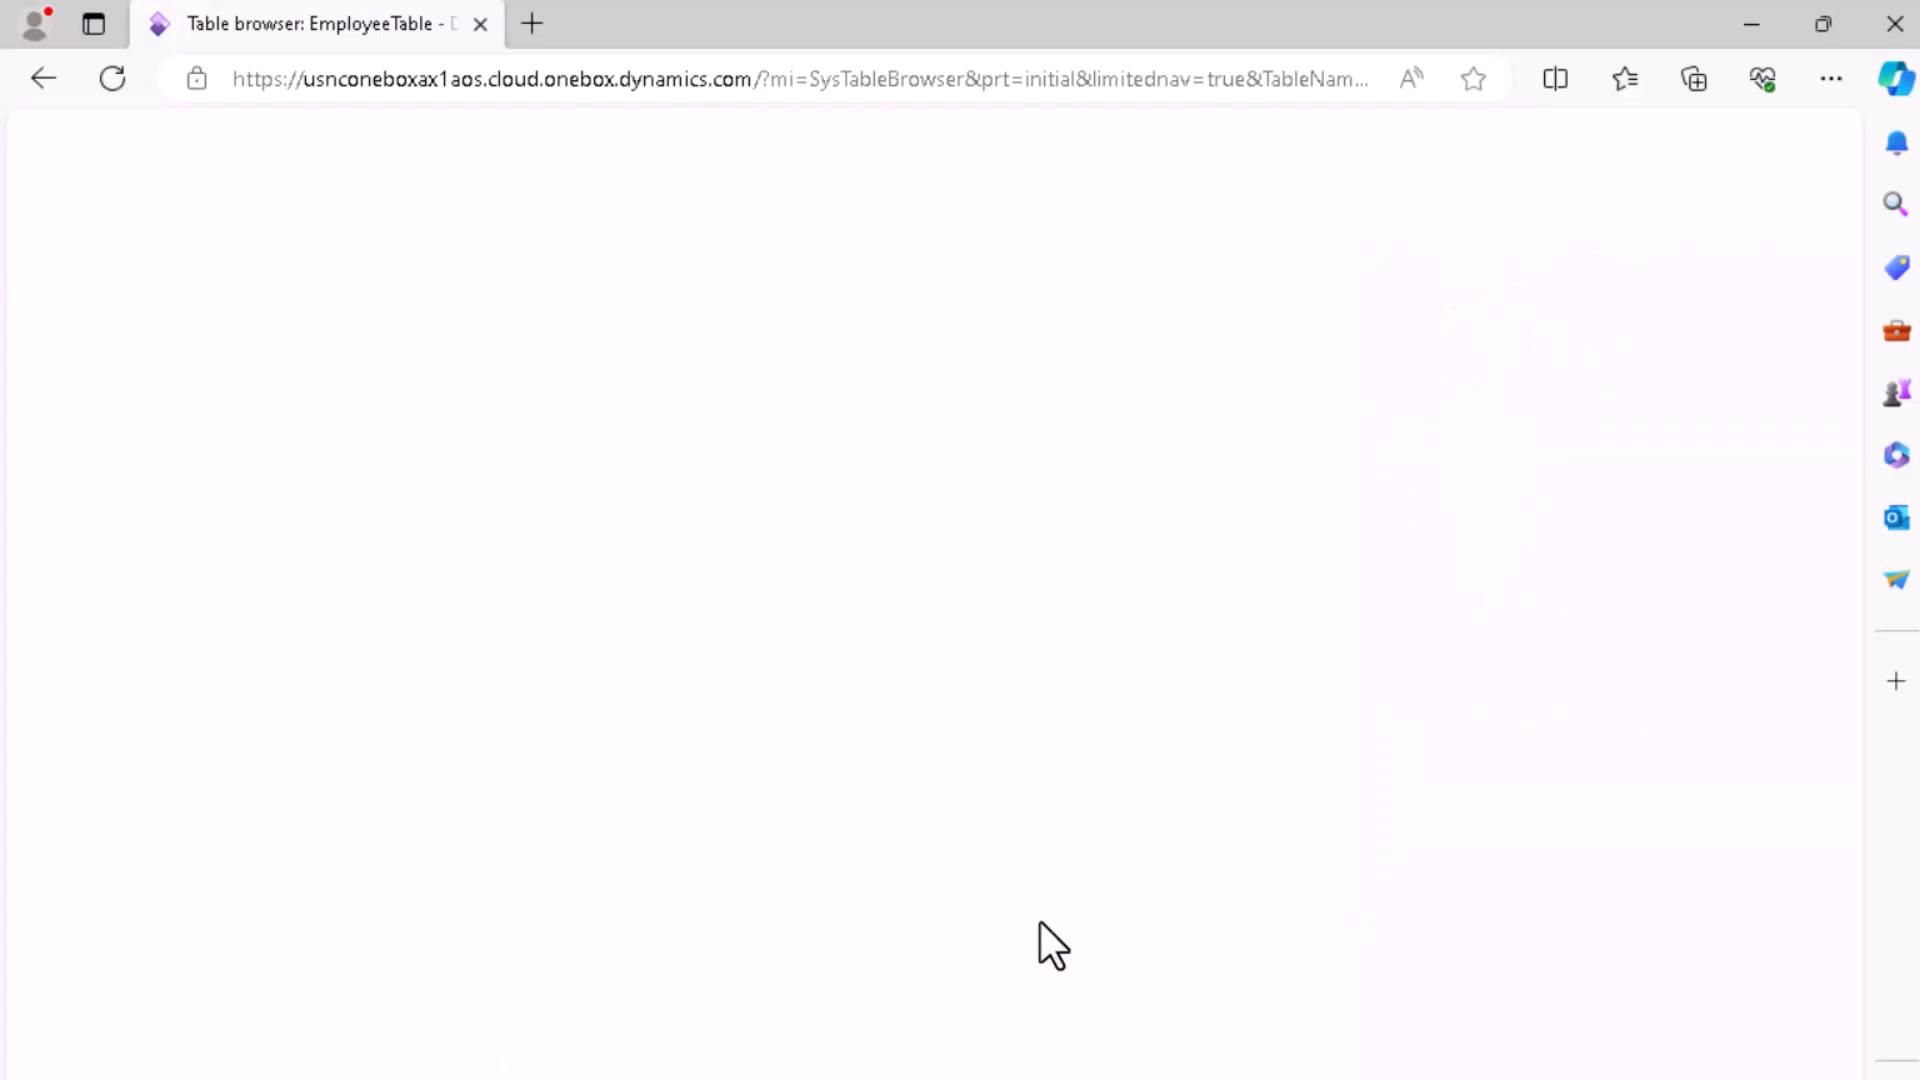 Table browser: EmployeeTable -
https://usnconeboxax1aos.cloud.onebox.dynamics.com/?mi=SysTableBrowser&prt=initial&limitednav=true&TableNam...